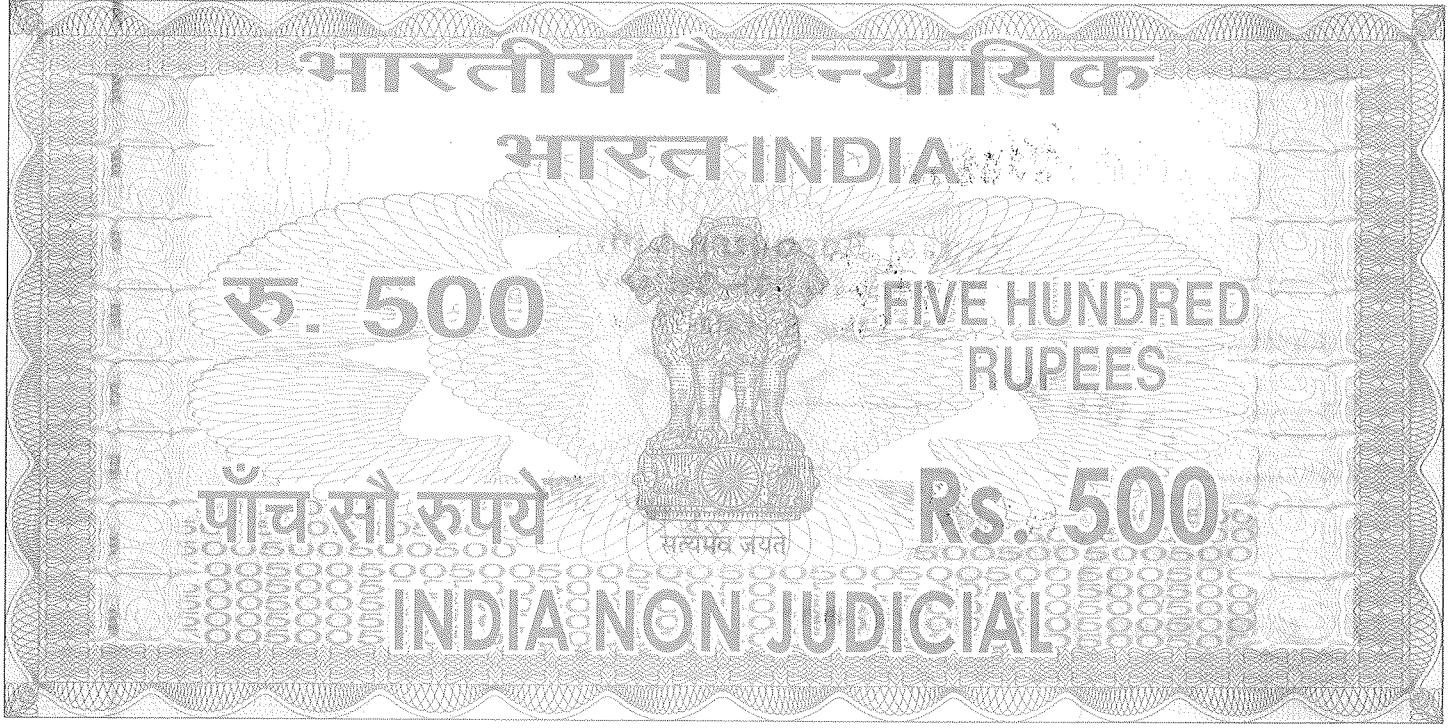 भारतीय गैर न्यायिक
भारत INDIA
रु. 500
FIVE HUNDRED
RUPEES
पाँच सौ रुपये
Rs. 500
सत्यमेव जयते
INDIA NON JUDICIAL